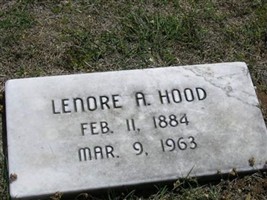 LENORE A. HOOD
FEB. 11, 1884
MAR. 9, 1963